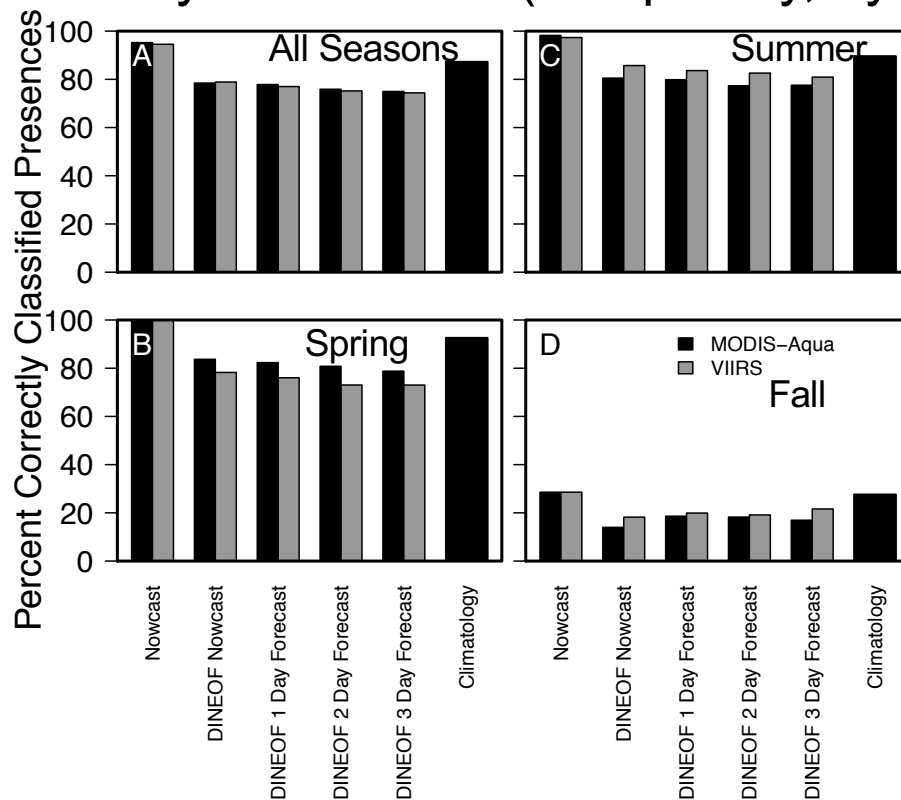 Percent Correctly Classified Presences
100
80
60
40
20
0
A
All Seasons
C
Summer
100
80
60
40
20
0
B
Spring
D
MODIS−Aqua
VIIRS
Fall
Nowcast
DINEOF Nowcast
DINEOF 1 Day Forecast
DINEOF 2 Day Forecast
DINEOF 3 Day Forecast
Climatology
Nowcast
DINEOF Nowcast
DINEOF 1 Day Forecast
DINEOF 2 Day Forecast
DINEOF 3 Day Forecast
Climatology